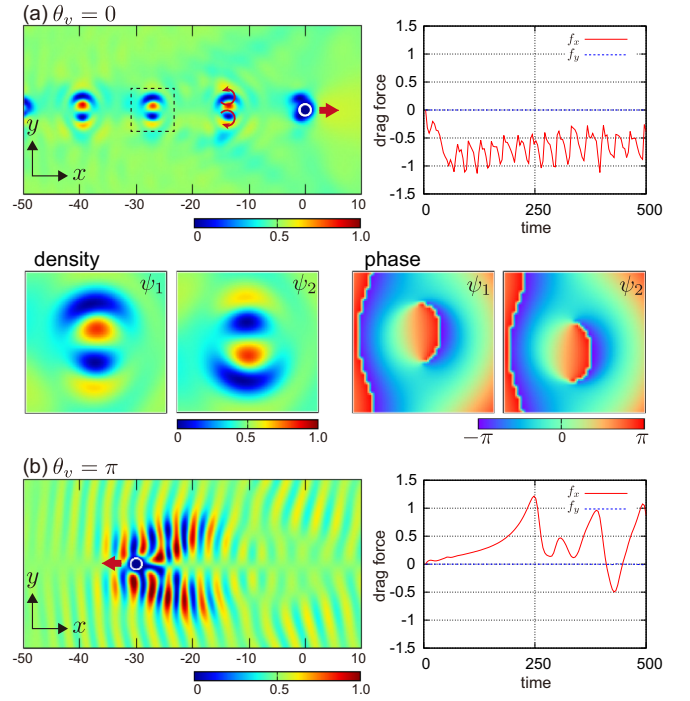 (a) θ_v = 0
y
x
-50 -40 -30 -20 -10 0 10
0 0.5 1.0
drag force
1.5
1
0.5
0
-0.5
-1
-1.5
f_x
f_y
0 250 500
time
density
ψ_1
ψ_2
0 0.5 1.0
phase
ψ_1
ψ_2
−π 0 π
(b) θ_v = π
y
x
-50 -40 -30 -20 -10 0 10
0 0.5 1.0
drag force
1.5
1
0.5
0
-0.5
-1
-1.5
f_x
f_y
0 250 500
time